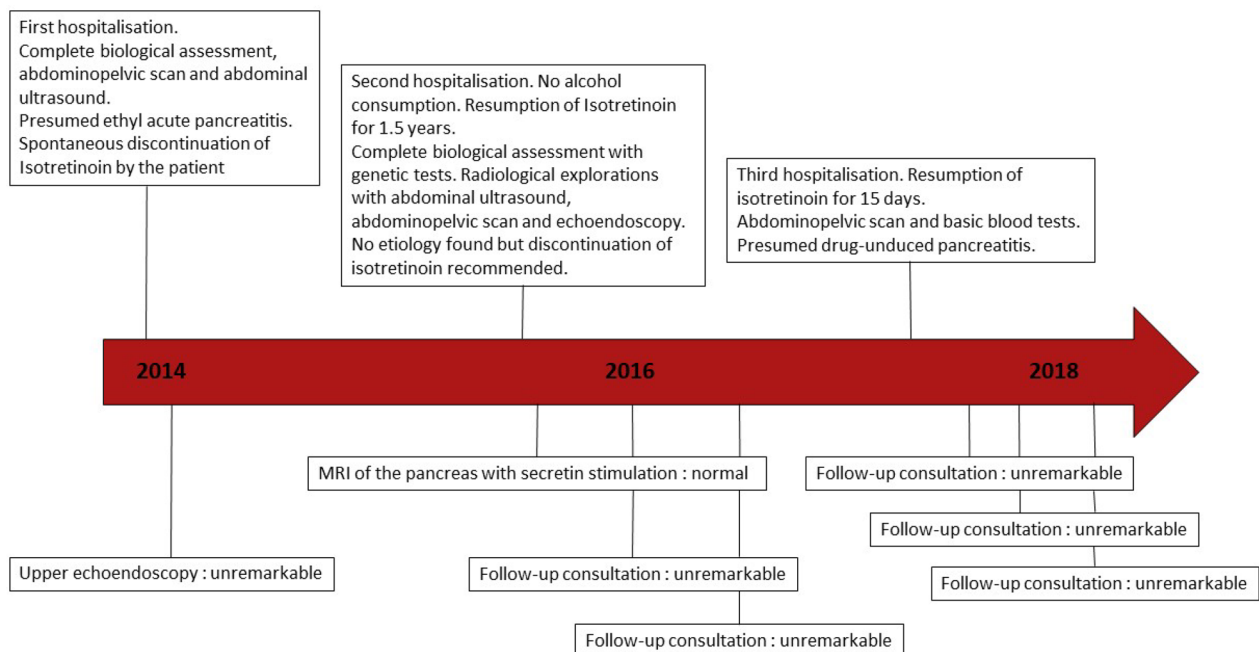 First hospitalisation.
Complete biological assessment,
abdominopelvic scan and abdominal
ultrasound.
Presumed ethyl acute pancreatitis.
Spontaneous discontinuation of
Isotretinoin by the patient
Second hospitalisation. No alcohol
consumption. Resumption of Isotretinoin
for 1.5 years.
Complete biological assessment with
genetic tests. Radiological explorations
with abdominal ultrasound,
abdominopelvic scan and echoendoscopy.
No etiology found but discontinuation of
isotretinoin recommended.
Third hospitalisation. Resumption of
isotretinoin for 15 days.
Abdominopelvic scan and basic blood tests.
Presumed drug-unduced pancreatitis.
2014
2016
2018
MRI of the pancreas with secretin stimulation : normal
Follow-up consultation : unremarkable
Follow-up consultation : unremarkable
Upper echoendoscopy : unremarkable
Follow-up consultation : unremarkable
Follow-up consultation : unremarkable
Follow-up consultation : unremarkable